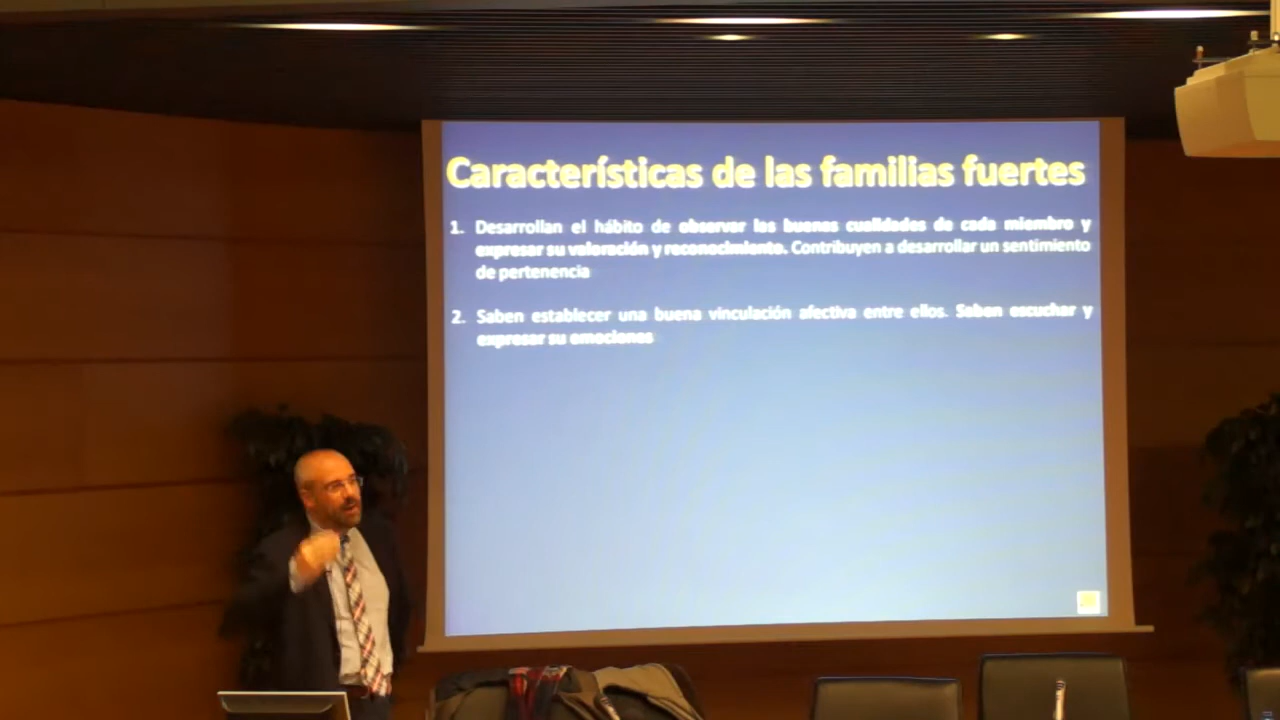 Características de las familias fuertes
1. Desarrollan el hábito de observar las buenas cualidades de cada miembro y
expresar su valoración y reconocimiento. Contribuyen a desarrollar un sentimiento
de pertenencia
2. Saben establecer una buena vinculación afectiva entre ellos. Saben escuchar y
expresar su emociones